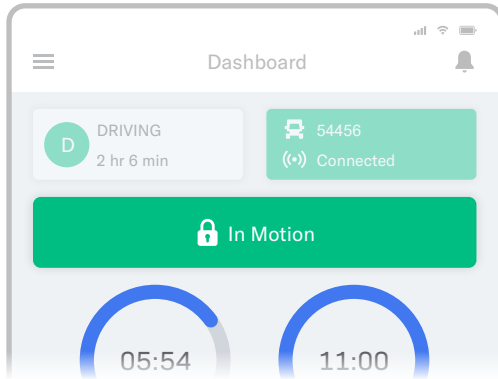 Dashboard
D
DRIVING
2 hr 6 min
54456
Connected
In Motion
05:54
11:00